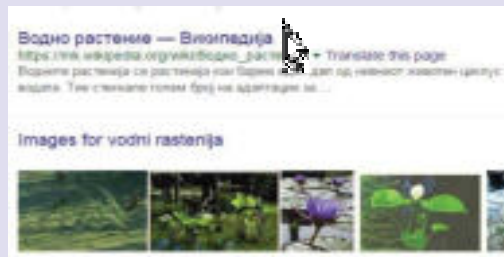 Водно растение — Википедија
https://mk.wikipedia.org/wiki/Водно_расте Translate this page
Водните растенија се растенија кои барем дел од нивниот животен циклус
водата. Тие стекнале голем број на адаптации за ...
Images for vodni rastenija